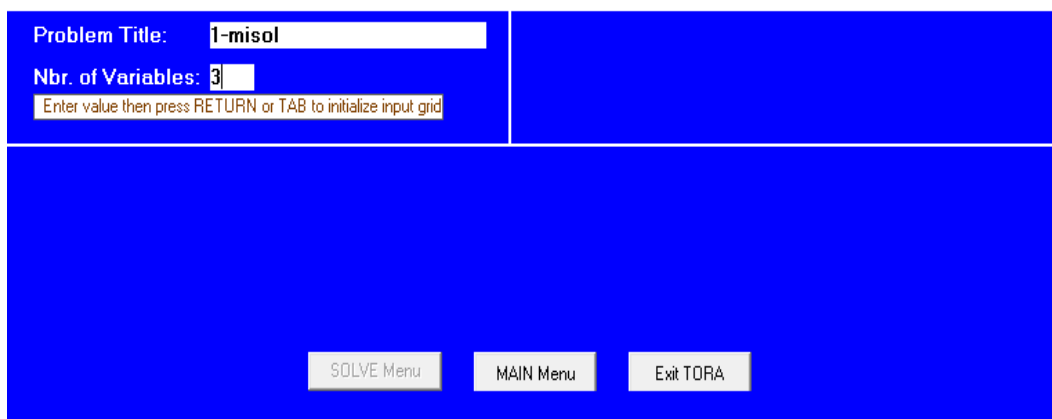 Problem Title: 1-misol
Nbr. of Variables: 3
Enter value then press RETURN or TAB to initialize input grid
SOLVE Menu MAIN Menu Exit TORA